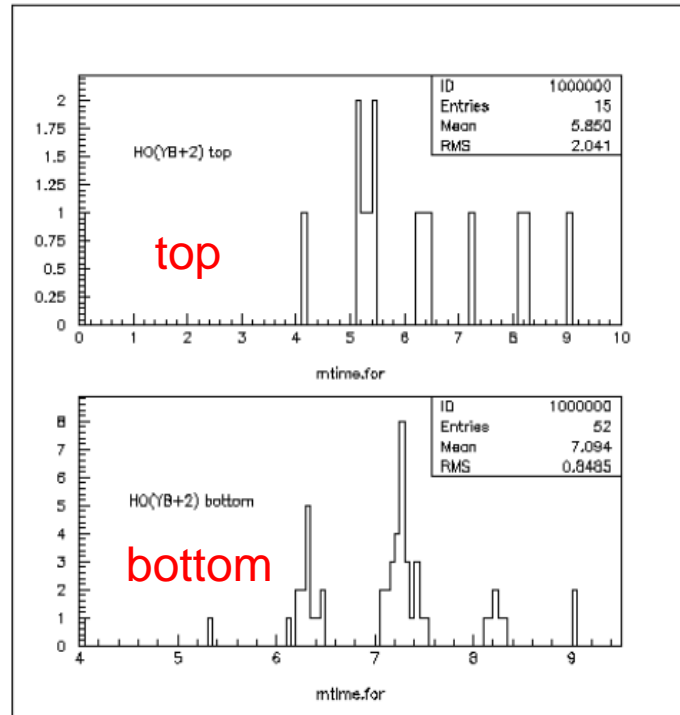 ID 1000000
Entries 15
Mean 5.850
RMS 2.041
HO(YB+2) top
top
2
1.75
1.5
1.25
1
0.75
0.5
0.25
0
0 1 2 3 4 5 6 7 8 9 10
mtime.for
ID 1000000
Entries 52
Mean 7.094
RMS 0.8485
HO(YB+2) bottom
bottom
8
7
6
5
4
3
2
1
0
4 5 6 7 8 9
mtime.for